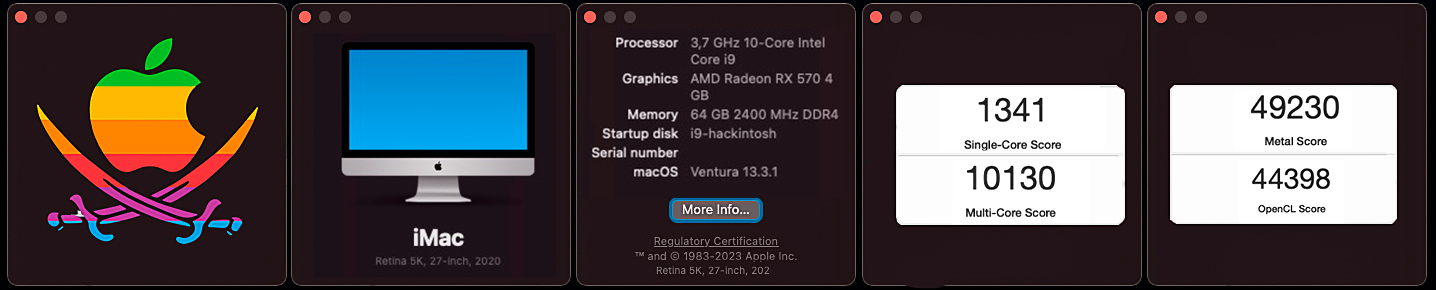 iMac
Retina 5K, 27-inch, 2020
Processor 3,7 GHz 10-Core Intel
Core i9
Graphics AMD Radeon RX 570 4
GB
Memory 64 GB 2400 MHz DDR4
Startup disk i9-hackintosh
Serial number
macOS Ventura 13.3.1
More Info...
Regulatory Certification
™ and © 1983-2023 Apple Inc.
Retina 5K, 27-inch, 202
1341
Single-Core Score
10130
Multi-Core Score
49230
Metal Score
44398
OpenCL Score